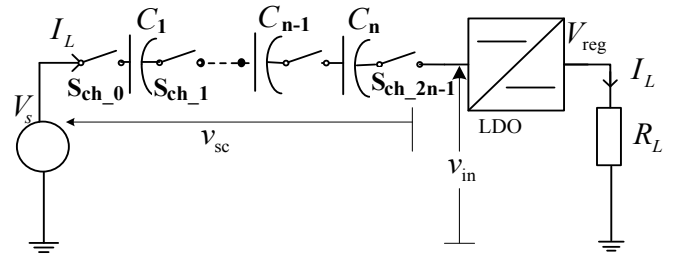 I_L
C_1
C_n-1
C_n
V_reg
S_ch_0
S_ch_1
S_ch_2n-1
I_L
V_s
LDO
R_L
v_sc
v_in